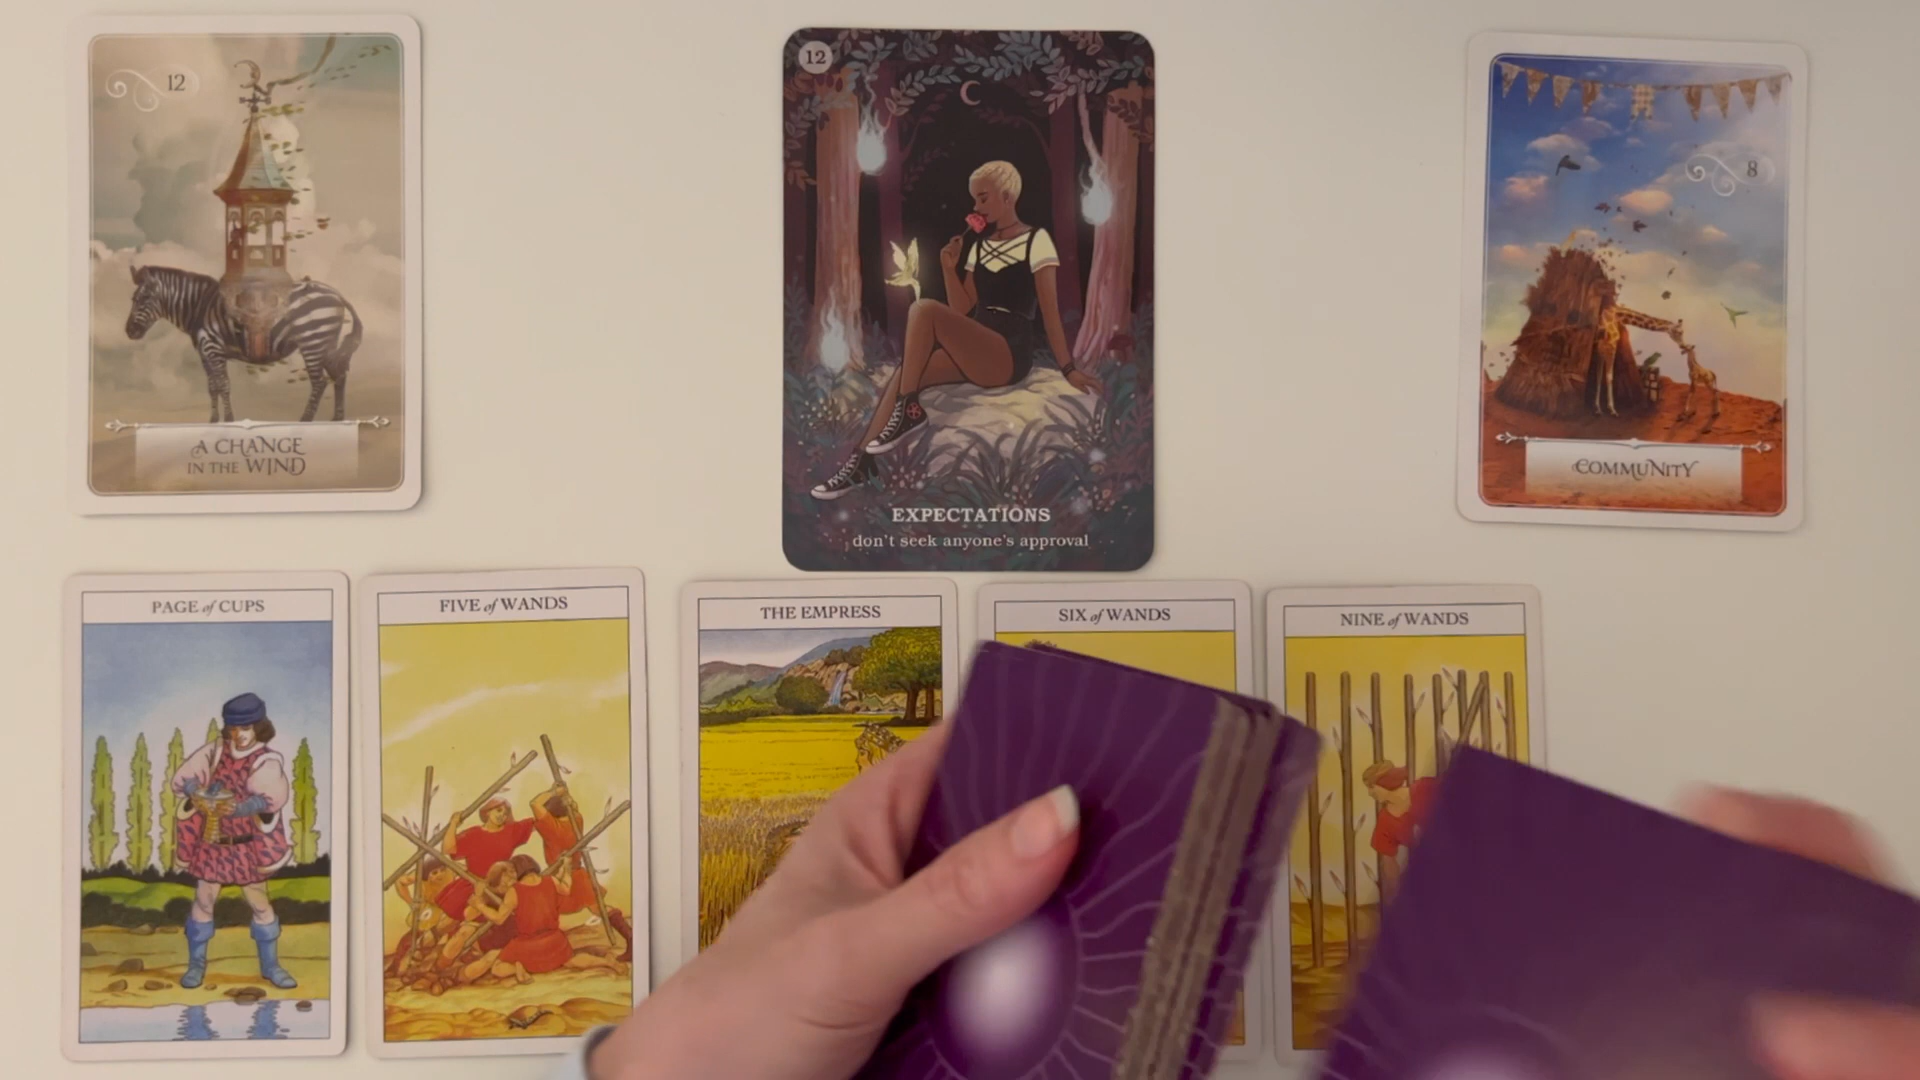 12
A CHANGE
IN THE WIND
12
EXPECTATIONS
don't seek anyone's approval
8
COMMUNITY
PAGE of CUPS
FIVE of WANDS
THE EMPRESS
SIX of WANDS
NINE of WANDS